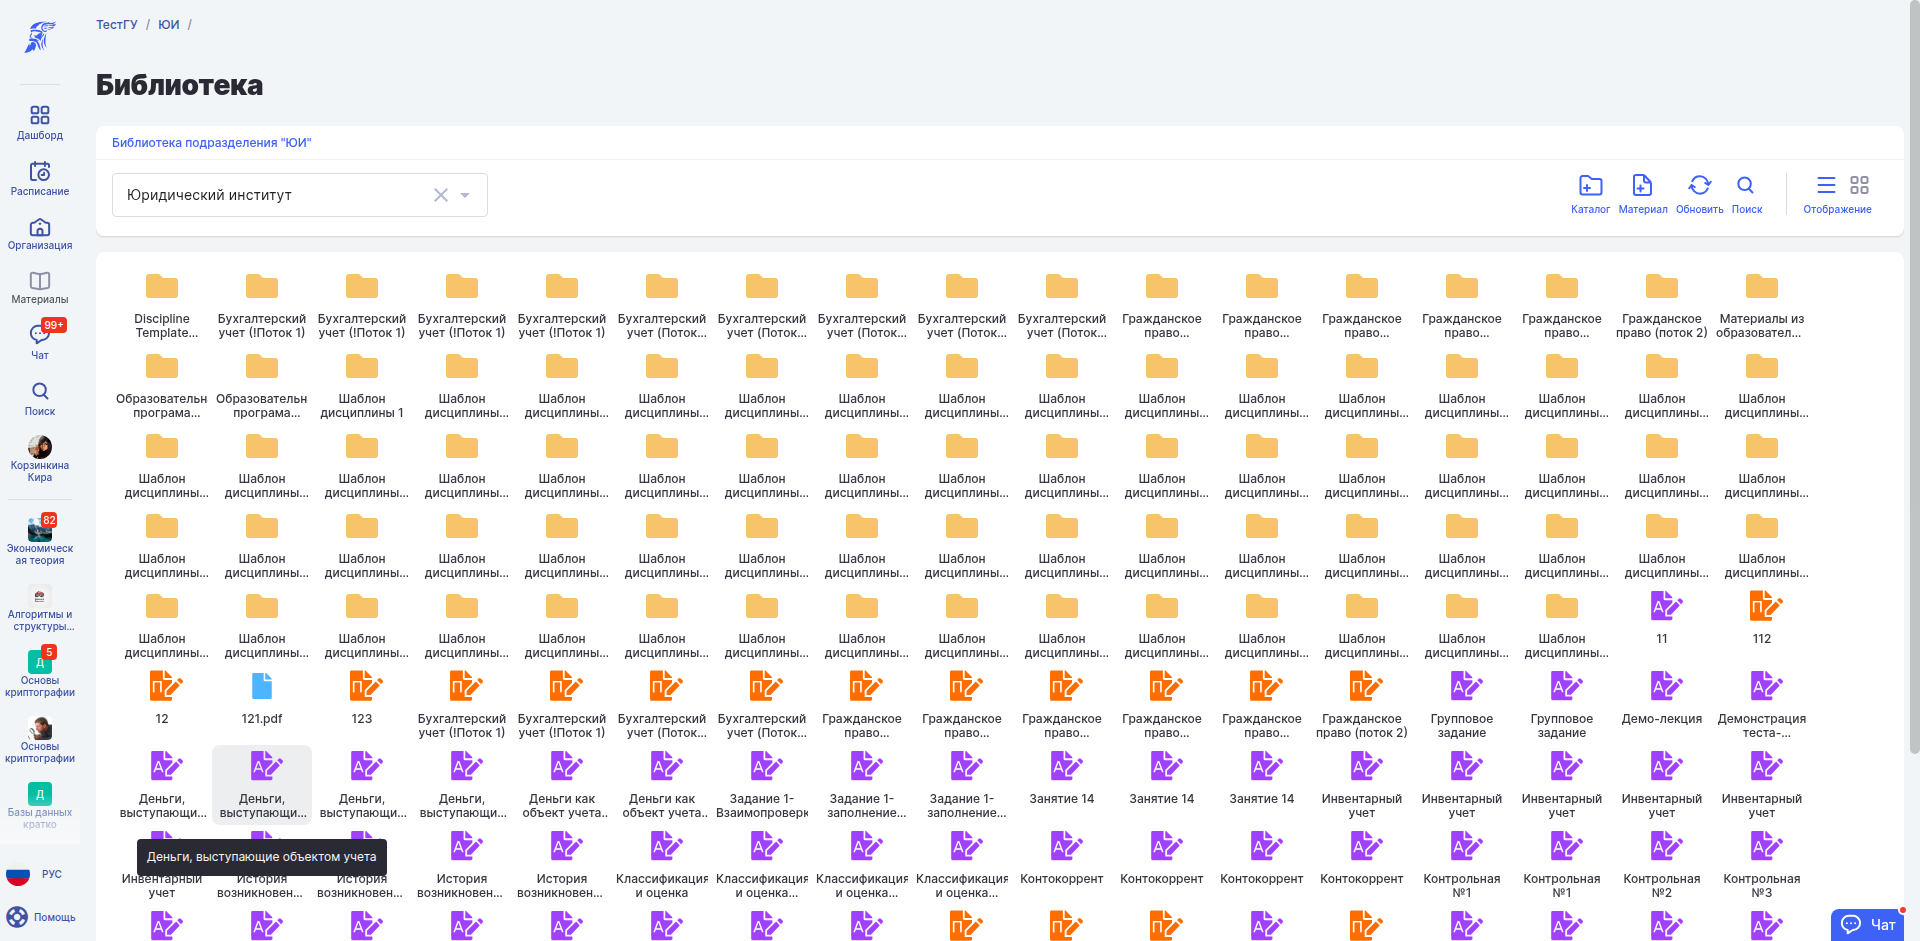 ТестГУ / ЮИ /
Библиотека
Библиотека подразделения "ЮИ"
Юридический институт
Каталог Материал Обновить Поиск Отображение
Дашборд
Расписание
Организация
Материалы
99+
Чат
Поиск
Корзинкина
Кира
82
Экономическ
ая теория
Алгоритмы и
структуры...
Д 5
Основы
криптографии
Основы
криптографии
Д
Базы данных
кратко
РУС
Помощь
Discipline Бухгалтерский Бухгалтерский Бухгалтерский Бухгалтерский Бухгалтерский Бухгалтерский Бухгалтерский Бухгалтерский Бухгалтерский Гражданское Гражданское Гражданское Гражданское Гражданское Гражданское Материалы из
Template... учет (!Поток 1) учет (!Поток 1) учет (!Поток 1) учет (!Поток 1) учет (Поток... учет (Поток... учет (Поток... учет (Поток... учет (Поток... право... право... право... право... право... право (поток 2) образовател...
Образовательн Образовательн Шаблон Шаблон Шаблон Шаблон Шаблон Шаблон Шаблон Шаблон Шаблон Шаблон Шаблон Шаблон Шаблон Шаблон Шаблон
програма... програма... дисциплины 1 дисциплины... дисциплины... дисциплины... дисциплины... дисциплины... дисциплины... дисциплины... дисциплины... дисциплины... дисциплины... дисциплины... дисциплины... дисциплины... дисциплины...
Шаблон Шаблон Шаблон Шаблон Шаблон Шаблон Шаблон Шаблон Шаблон Шаблон Шаблон Шаблон Шаблон Шаблон Шаблон Шаблон Шаблон
дисциплины... дисциплины... дисциплины... дисциплины... дисциплины... дисциплины... дисциплины... дисциплины... дисциплины... дисциплины... дисциплины... дисциплины... дисциплины... дисциплины... дисциплины... дисциплины... дисциплины...
Шаблон Шаблон Шаблон Шаблон Шаблон Шаблон Шаблон Шаблон Шаблон Шаблон Шаблон Шаблон Шаблон Шаблон Шаблон Шаблон Шаблон
дисциплины... дисциплины... дисциплины... дисциплины... дисциплины... дисциплины... дисциплины... дисциплины... дисциплины... дисциплины... дисциплины... дисциплины... дисциплины... дисциплины... дисциплины... дисциплины... дисциплины...
Шаблон Шаблон Шаблон Шаблон Шаблон Шаблон Шаблон Шаблон Шаблон Шаблон Шаблон Шаблон Шаблон Шаблон Шаблон 11 112
дисциплины... дисциплины... дисциплины... дисциплины... дисциплины... дисциплины... дисциплины... дисциплины... дисциплины... дисциплины... дисциплины... дисциплины... дисциплины... дисциплины... дисциплины...
12 121.pdf 123 Бухгалтерский Бухгалтерский Бухгалтерский Бухгалтерский Гражданское Гражданское Гражданское Гражданское Гражданское Гражданское Групповое Групповое Демо-лекция Демонстрация
учет (!Поток 1) учет (!Поток 1) учет (Поток... учет (Поток... право... право... право... право... право... право (поток 2) задание задание теста-...
Деньги, Деньги, Деньги, Деньги, Деньги как Деньги как Задание 1- Задание 1- Задание 1- Занятие 14 Занятие 14 Занятие 14 Инвентарный Инвентарный Инвентарный Инвентарный Инвентарный
выступающи... выступающи... выступающи... выступающи... объект учета.. объект учета.. Взаимопроверк заполнение... заполнение... учет учет учет учет учет
Деньги, выступающие объектом учета
Инвентарный История История История История Классификация Классификация Классификация Классификация Контокоррент Контокоррент Контокоррент Контокоррент Контрольная Контрольная Контрольная Контрольная
учет возникновен... возникновен... возникновен... возникновен... и оценка и оценка... и оценка... и оценка... №1 №1 №2 №3
Чат